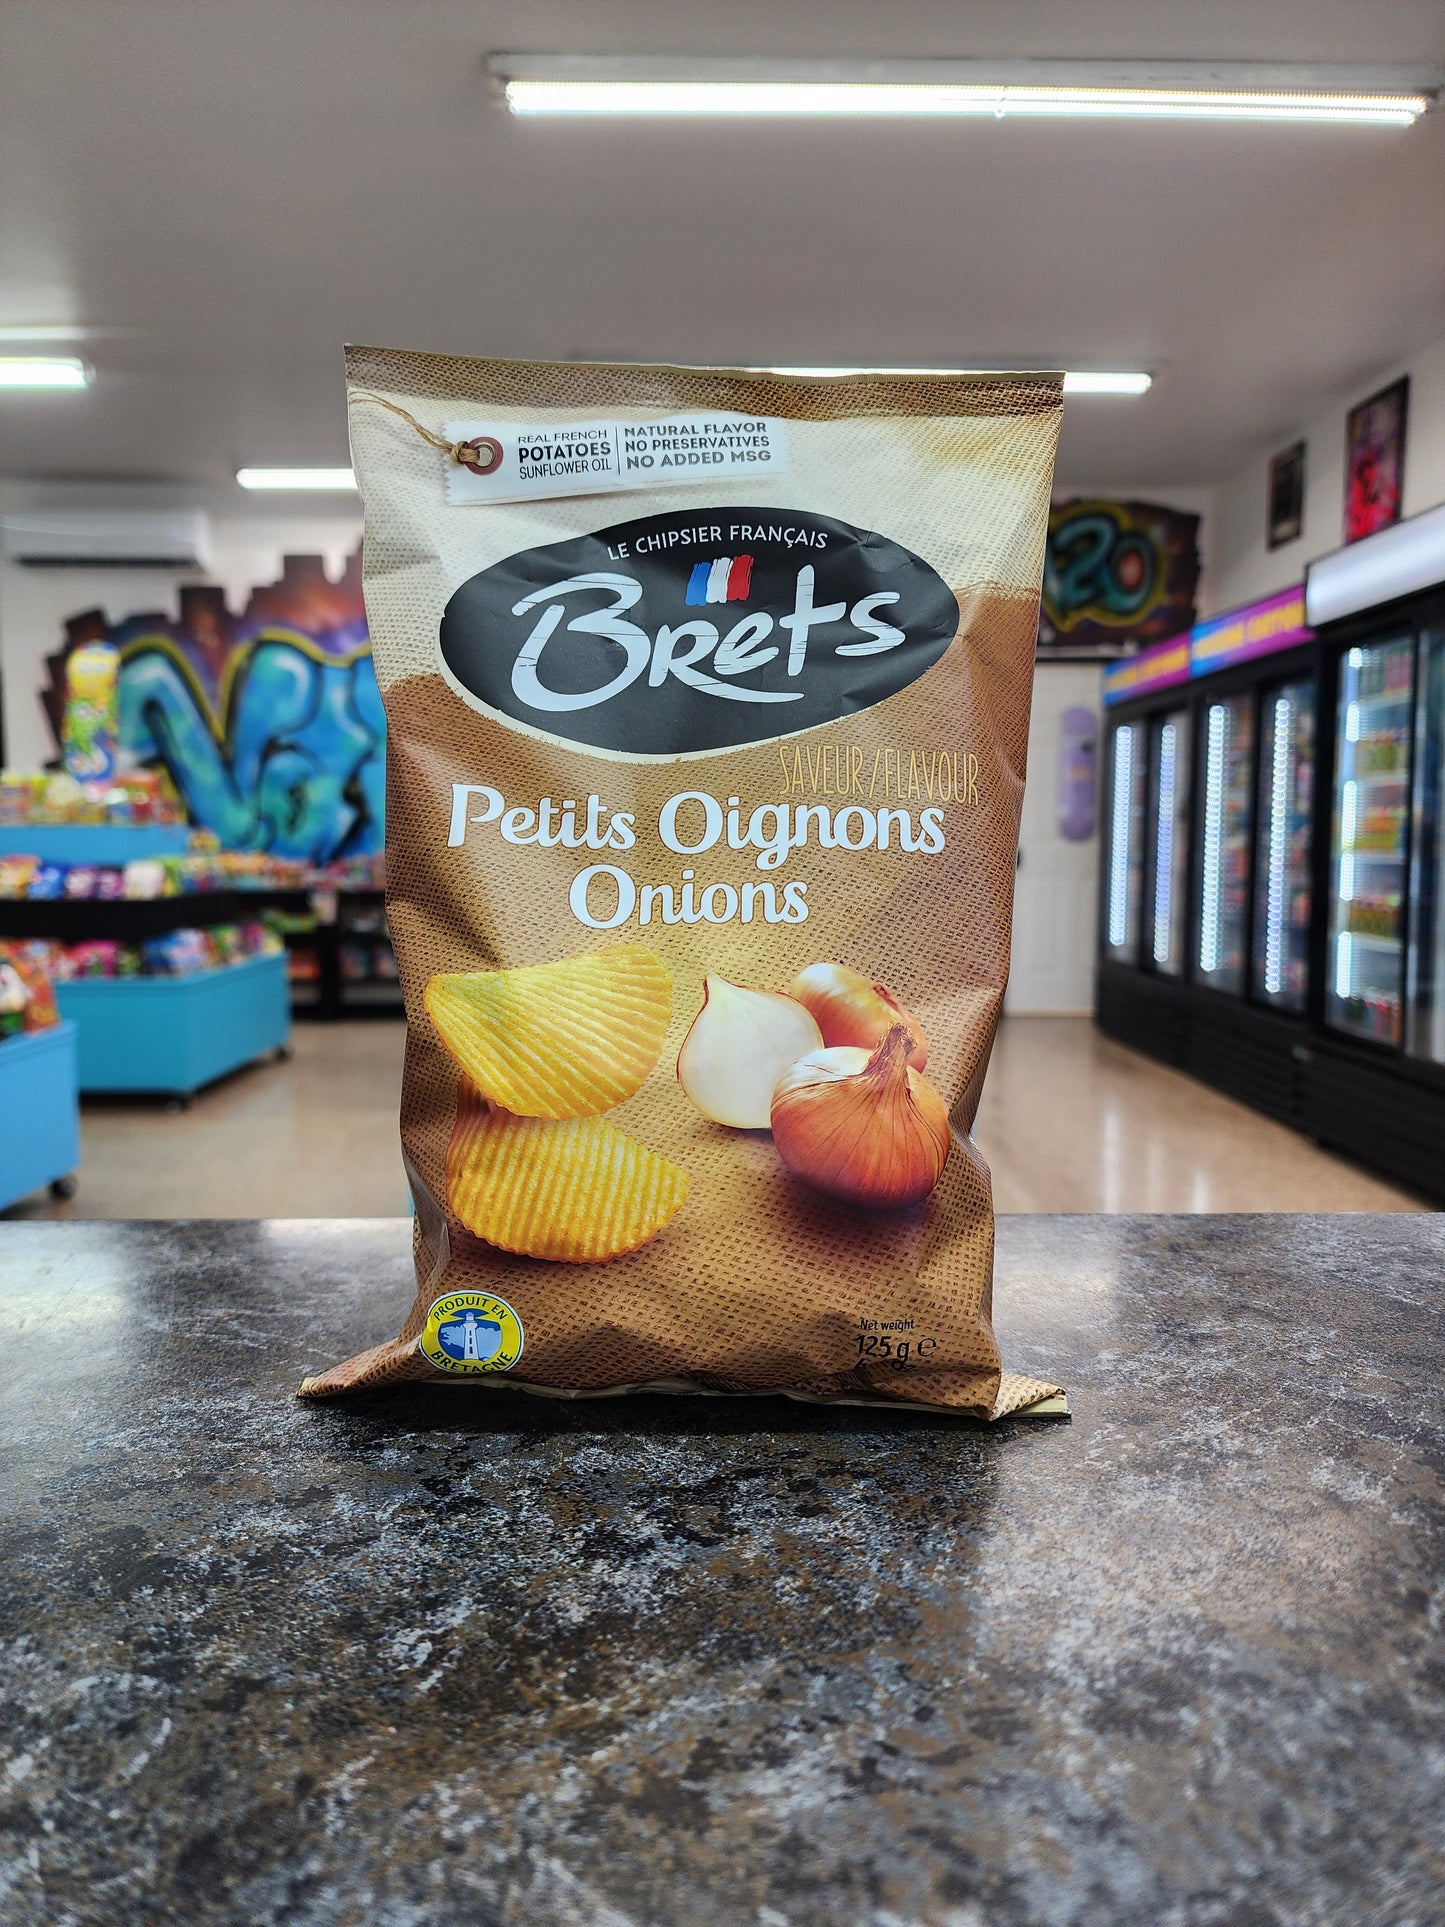 REAL FRENCH
POTATOES
SUNFLOWER OIL
NATURAL FLAVOR
NO PRESERVATIVES
NO ADDED MSG
LE CHIPSIER FRANÇAIS
Brets
SAVEUR/FLAVOUR
Petits Oignons
Onions
PRODUIT EN
BRETAGNE
Net weight
125 g ℮